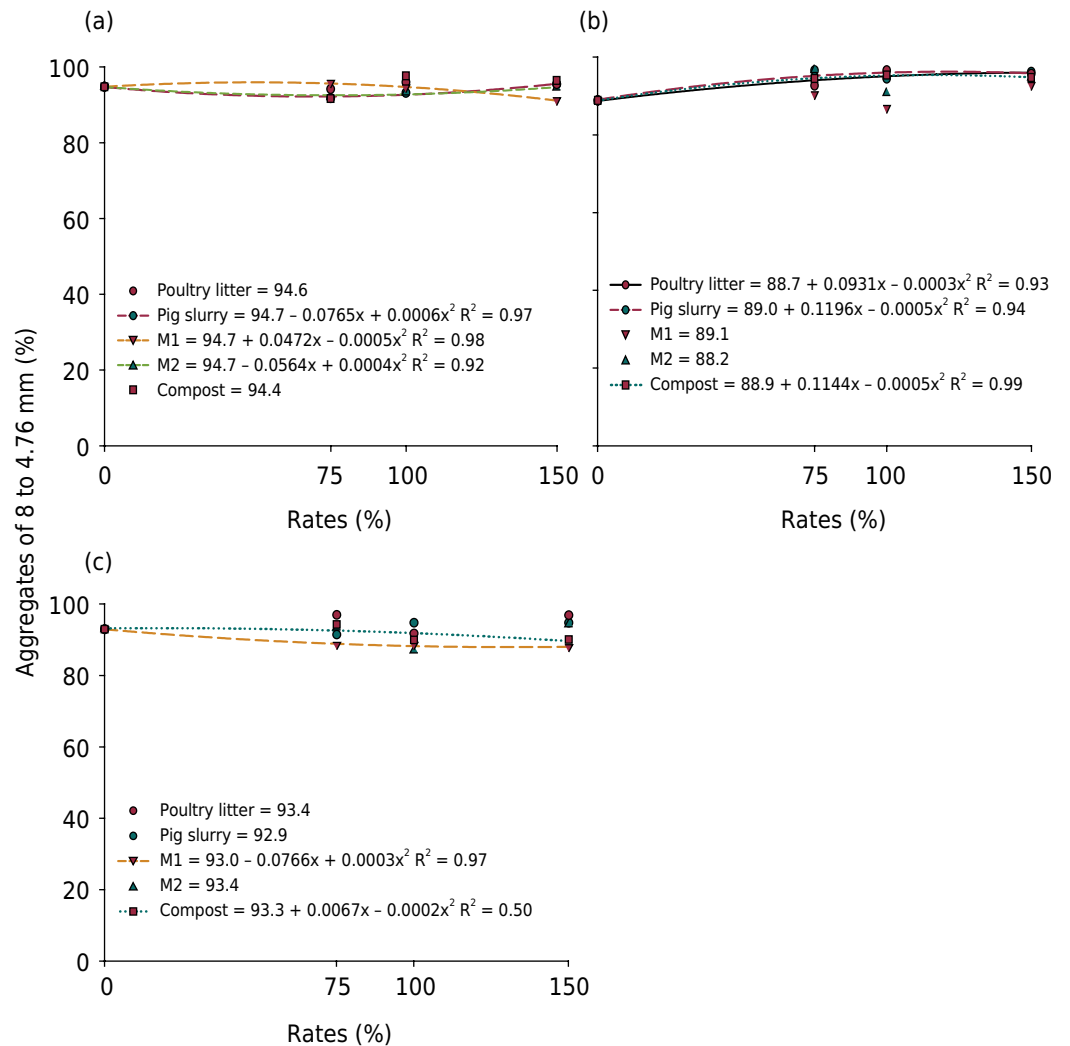 (a)
100
80
60
40
20
0
Poultry litter = 94.6
Pig slurry = 94.7 – 0.0765x + 0.0006x² R² = 0.97
M1 = 94.7 + 0.0472x – 0.0005x² R² = 0.98
M2 = 94.7 – 0.0564x + 0.0004x² R² = 0.92
Compost = 94.4
0 75 100 150
Rates (%)
(b)
Poultry litter = 88.7 + 0.0931x – 0.0003x² R² = 0.93
Pig slurry = 89.0 + 0.1196x – 0.0005x² R² = 0.94
M1 = 89.1
M2 = 88.2
Compost = 88.9 + 0.1144x – 0.0005x² R² = 0.99
0 75 100 150
Rates (%)
Aggregates of 8 to 4.76 mm (%)
(c)
100
80
60
40
20
0
Poultry litter = 93.4
Pig slurry = 92.9
M1 = 93.0 – 0.0766x + 0.0003x² R² = 0.97
M2 = 93.4
Compost = 93.3 + 0.0067x – 0.0002x² R² = 0.50
0 75 100 150
Rates (%)